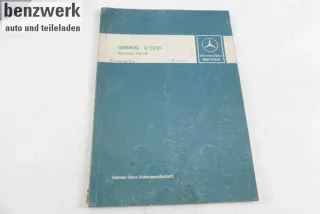 benzwerk
auto und teileladen
UNIMOG U 1300
Mercedes-Benz
service
Daimler-Benz Aktiengesellschaft